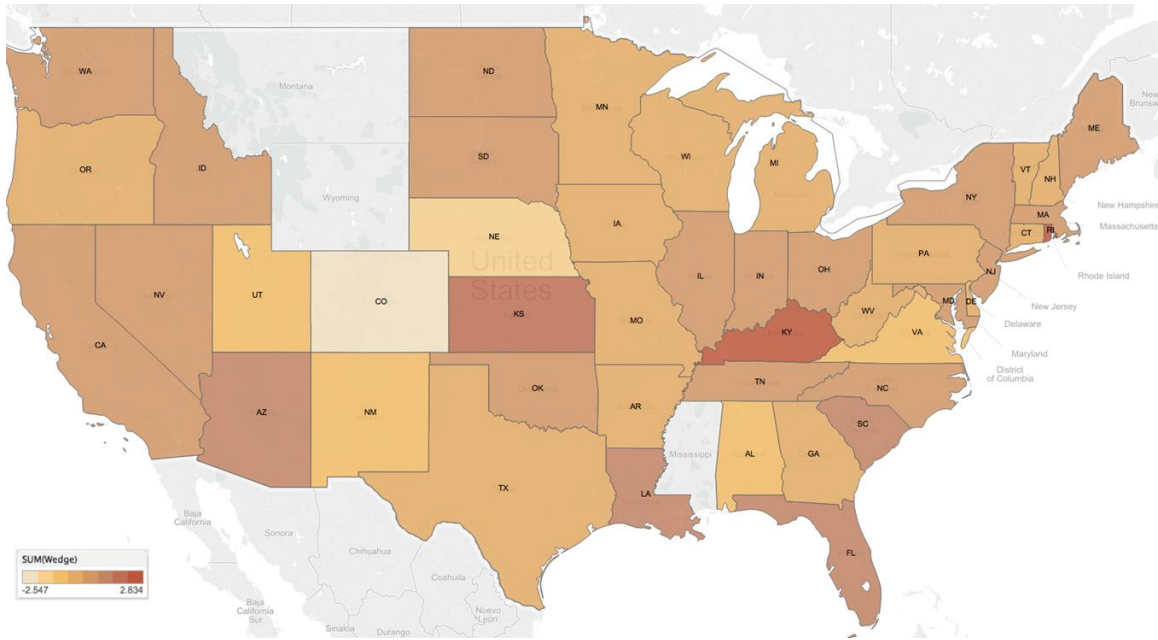 WA
Montana
ND
MN
ME
New
Brunsw
OR
ID
SD
WI
MI
VT
NH
NY
Wyoming
MA
New Hampshire
Massachusetts
CT
RI
IA
NE
PA
Rhode Island
United
States
NV
UT
CO
IL
IN
OH
NJ
MD
DE
New Jersey
KS
MO
WV
VA
Delaware
CA
KY
Maryland
District
of Columbia
OK
TN
NC
AZ
NM
AR
SC
Mississippi
AL
GA
TX
LA
Baja
California
Sonora
FL
Chihuahua
SUM(Wedge)
-2.547 2.834
Coahuila
Baja
California
Sur
Nuevo
León
Sinaloa
Durango